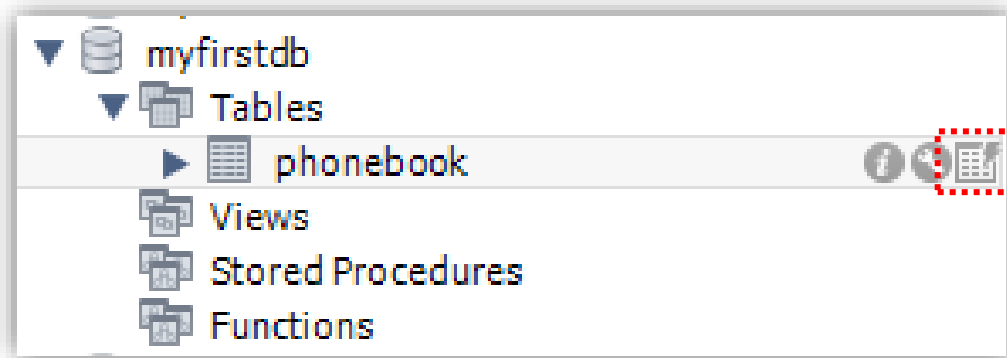 myfirstdb
Tables
phonebook
Views
Stored Procedures
Functions